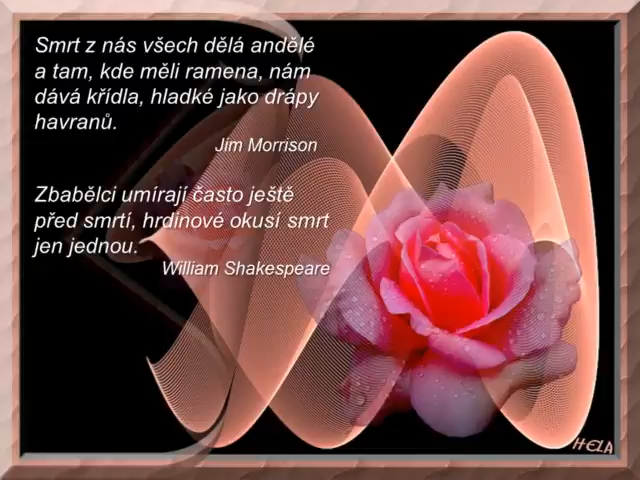 Smrt z nás všech dělá andělé
a tam, kde měli ramena, nám
dává křídla, hladké jako drápy
havranů.
Jim Morrison
Zbabělci umírají často ještě
před smrtí, hrdinové okusí smrt
jen jednou.
William Shakespeare
HELA